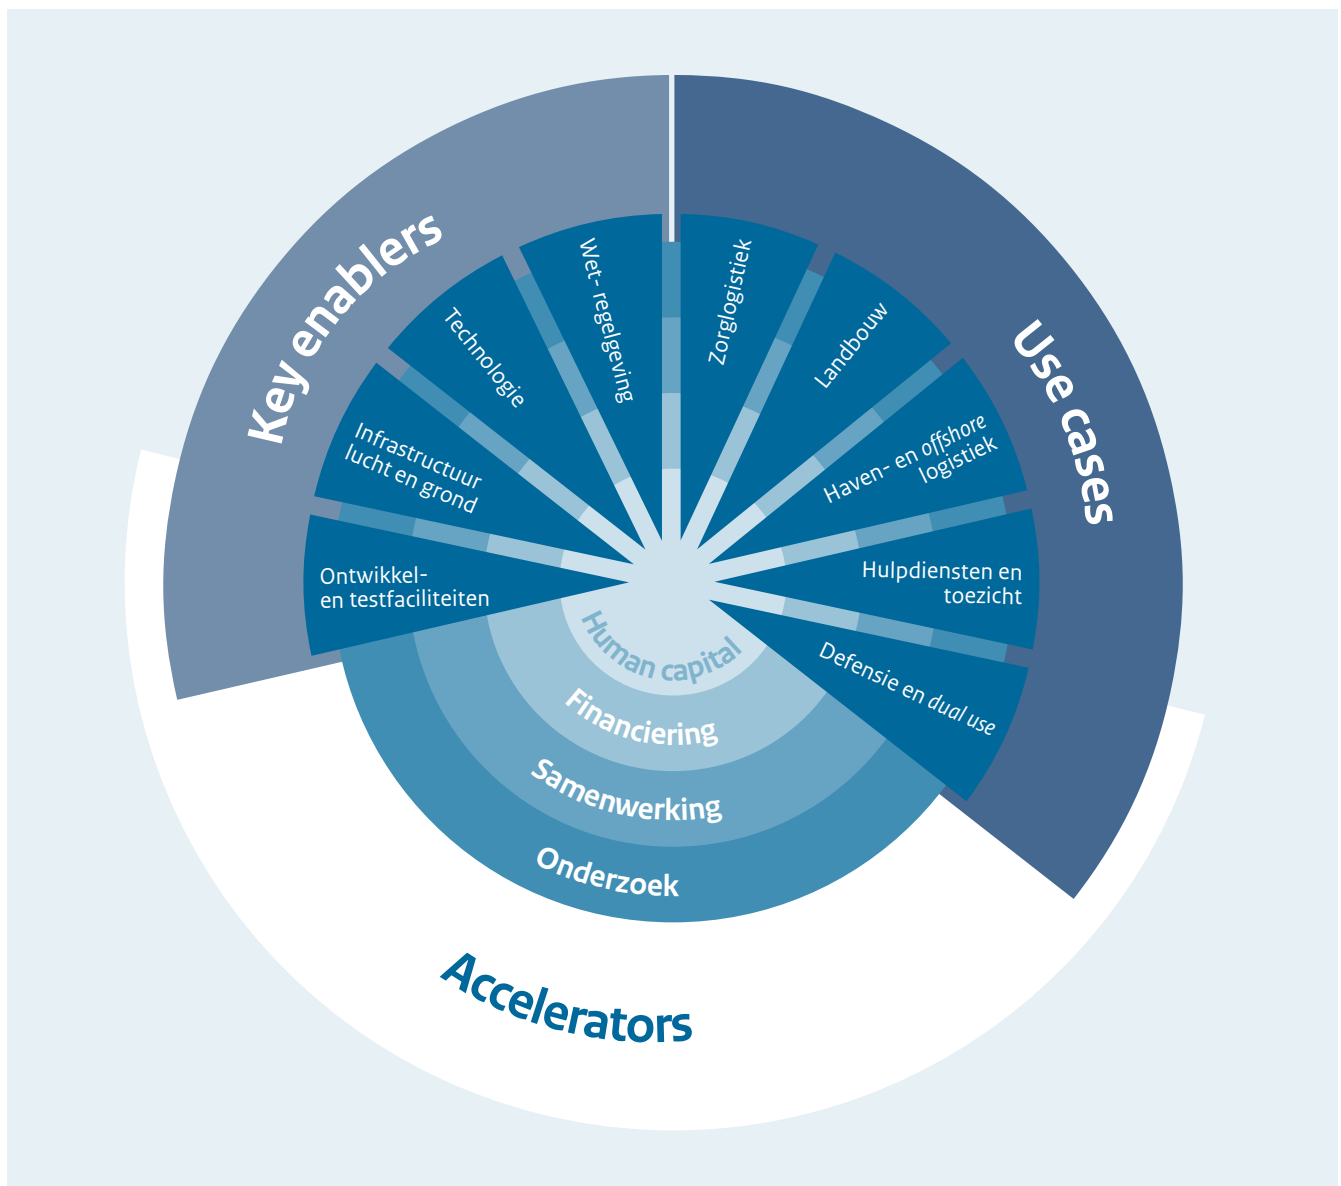 Key enablers
Wet- regelgeving
Technologie
Infrastructuur
lucht en grond
Ontwikkel-
en testfaciliteiten
Use cases
Zorglogistiek
Landbouw
Haven- en offshore
logistiek
Hulpdiensten en
toezicht
Defensie en dual use
Human capital
Financiering
Samenwerking
Onderzoek
Accelerators